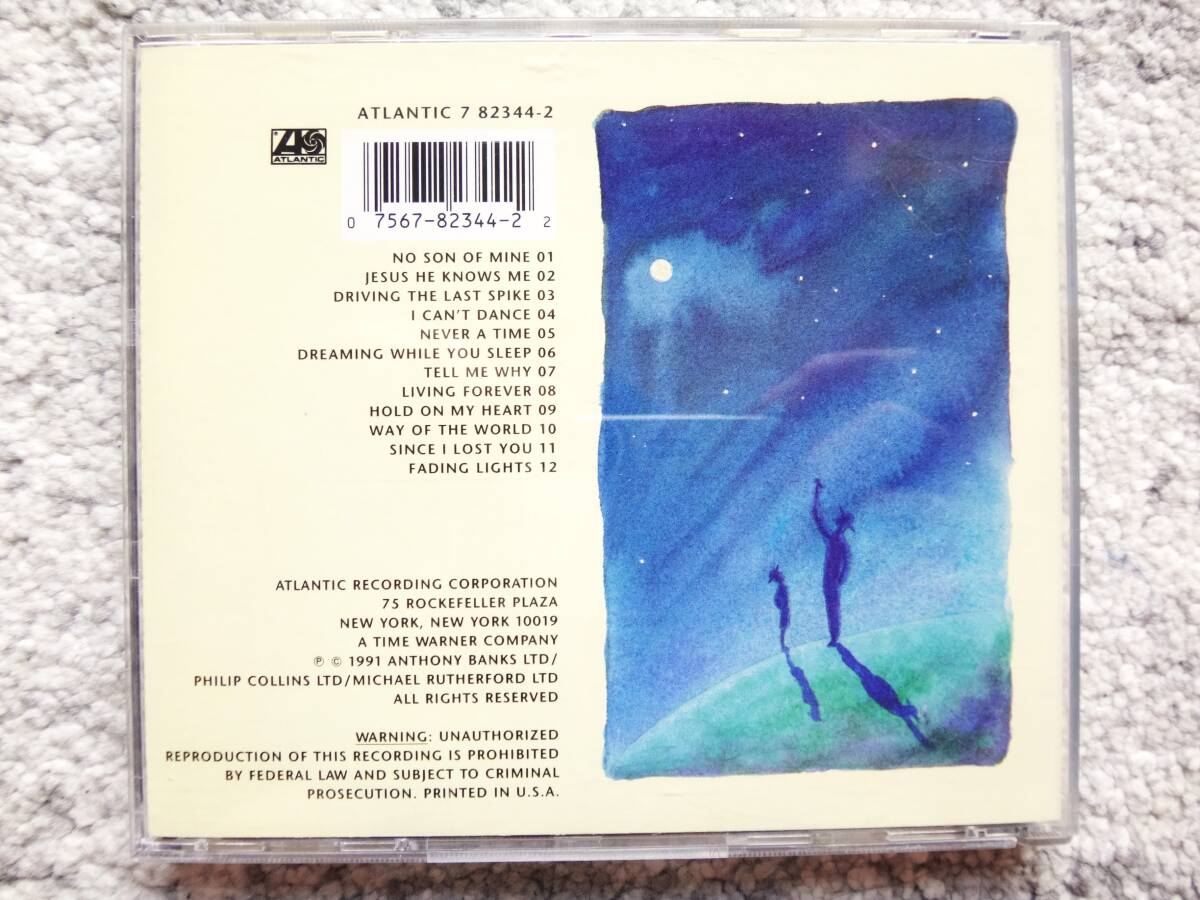 ATLANTIC 7 82344-2
ATLANTIC
0 7567-82344-2 2
NO SON OF MINE 01
JESUS HE KNOWS ME 02
DRIVING THE LAST SPIKE 03
I CAN'T DANCE 04
NEVER A TIME 05
DREAMING WHILE YOU SLEEP 06
TELL ME WHY 07
LIVING FOREVER 08
HOLD ON MY HEART 09
WAY OF THE WORLD 10
SINCE I LOST YOU 11
FADING LIGHTS 12
ATLANTIC RECORDING CORPORATION
75 ROCKEFELLER PLAZA
NEW YORK, NEW YORK 10019
A TIME WARNER COMPANY
℗ © 1991 ANTHONY BANKS LTD/
PHILIP COLLINS LTD/MICHAEL RUTHERFORD LTD
ALL RIGHTS RESERVED
WARNING: UNAUTHORIZED
REPRODUCTION OF THIS RECORDING IS PROHIBITED
BY FEDERAL LAW AND SUBJECT TO CRIMINAL
PROSECUTION. PRINTED IN U.S.A.